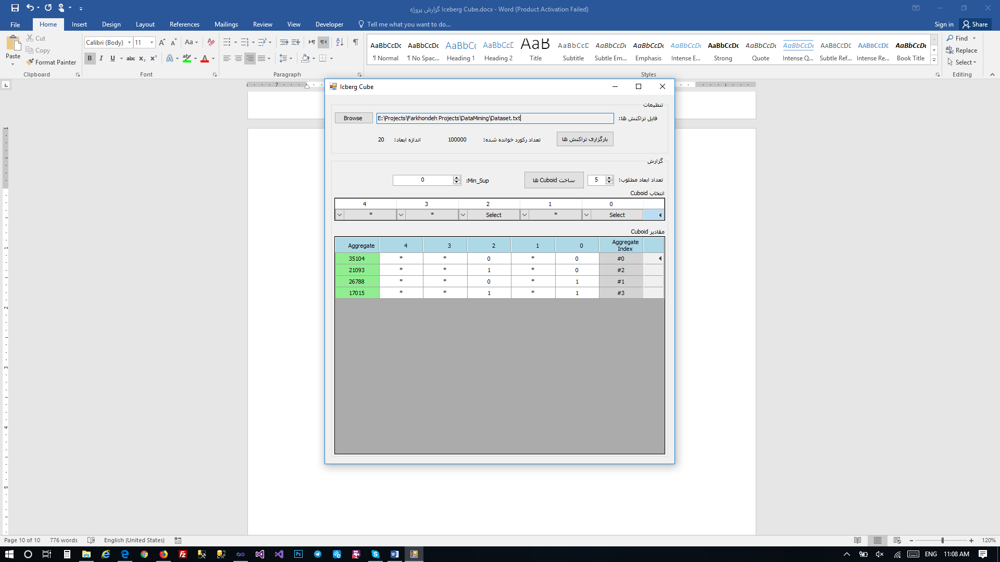 گزارش پروژه Iceberg Cube.docx - Word (Product Activation Failed)
File Home Insert Design Layout References Mailings Review View Developer Tell me what you want to do... Sign in Share
Paste Cut Copy Format Painter
Calibri (Body) 11
AaBbCcDc AaBbCcDc AaBbC( AaBbCcD AaB AaBbCcD AaBbCcDc AaBbCcDc AaBbCcDc AaBbCcDc AaBbCcDc AaBbCcDc AaBbCcDc AaBbCcDc AaBbCcDc
¶ Normal ¶ No Spac... Heading 1 Heading 2 Title Subtitle Subtle Em... Emphasis Intense E... Strong Quote Intense Q... Subtle Ref... Intense Re... Book Title
Find
Replace
Select
Clipboard Font Paragraph Styles Editing
Icberg Cube
تنظیمات
فایل تراکنش ها: E:\Projects\Farkhondeh Projects\DataMining\Dataset.txt Browse
بارگزاری تراکنش ها تعداد رکورد خوانده شده: 100000 اندازه ابعاد: 20
گزارش
تعداد ابعاد مطلوب: 5 ساخت Cuboid ها Min_Sup: 0
انتخاب Cuboid
4 3 2 1 0
* * Select * Select
مقادیر Cuboid
Aggregate 4 3 2 1 0 Aggregate Index
35104 * * 0 * 0 #0
21093 * * 1 * 0 #2
26788 * * 0 * 1 #1
17015 * * 1 * 1 #3
Page 10 of 10 776 words English (United States) 120%
ENG 11:08 AM